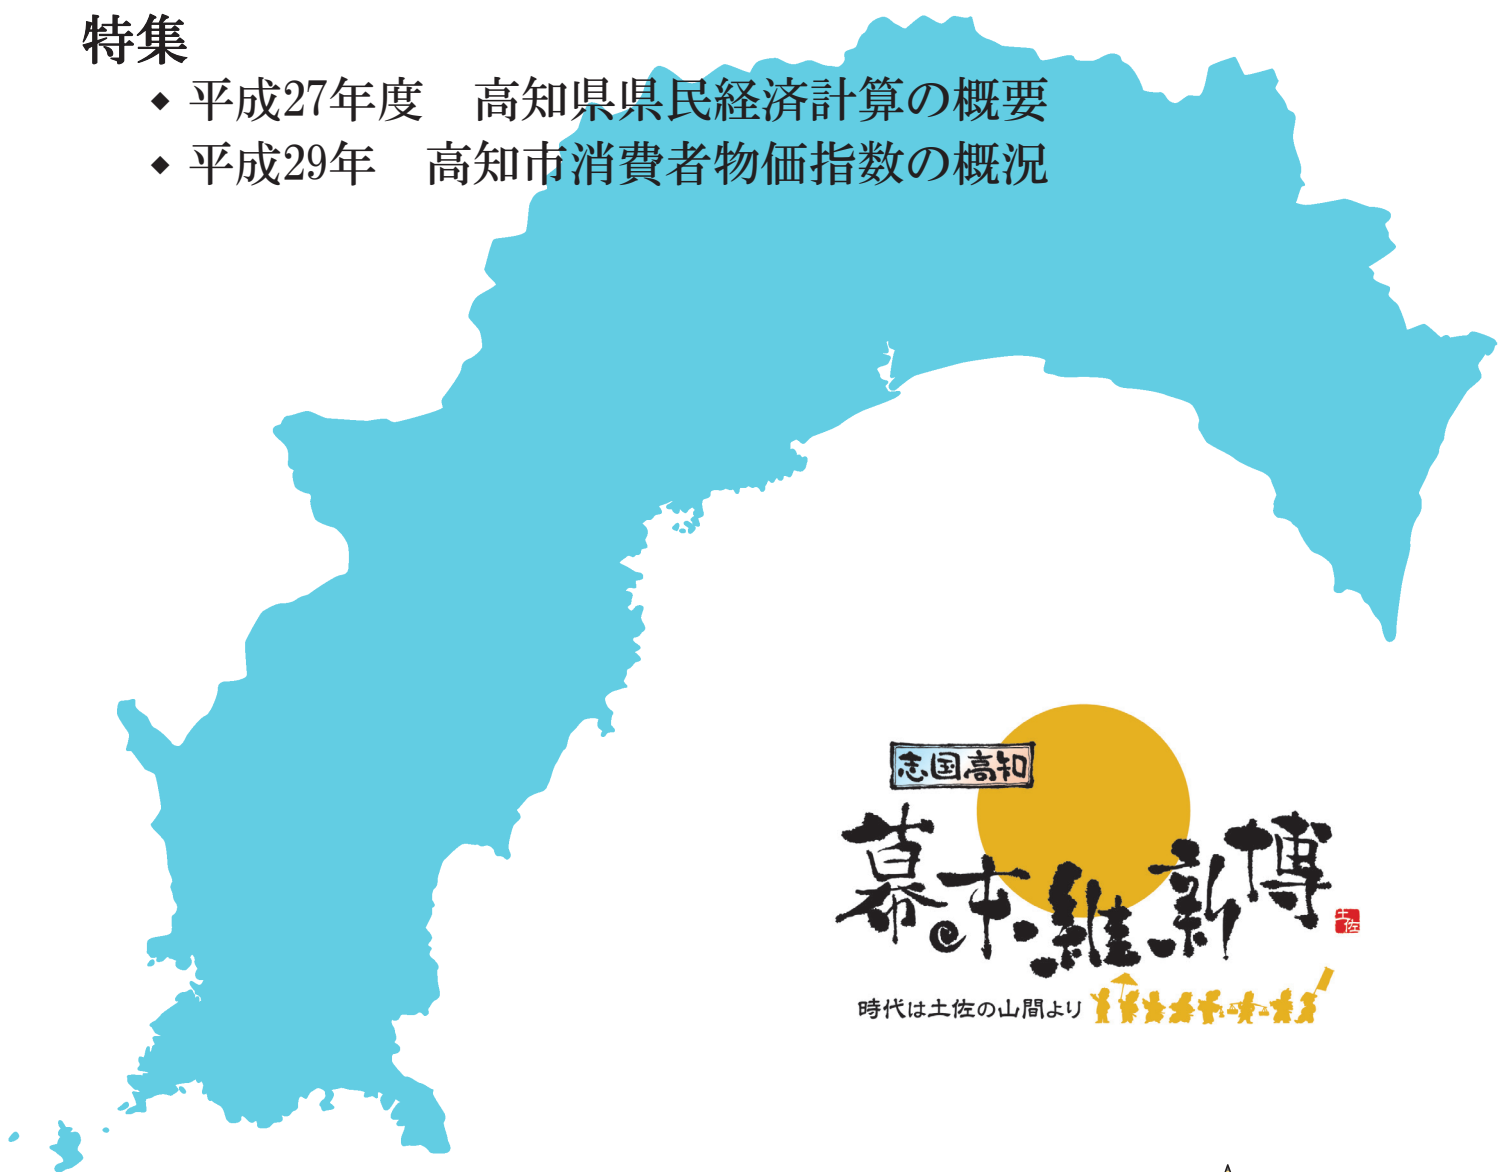 特集
◆ 平成27年度　高知県県民経済計算の概要
◆ 平成29年　高知市消費者物価指数の概況
志国高知
幕末維新博
土佐
時代は土佐の山間より